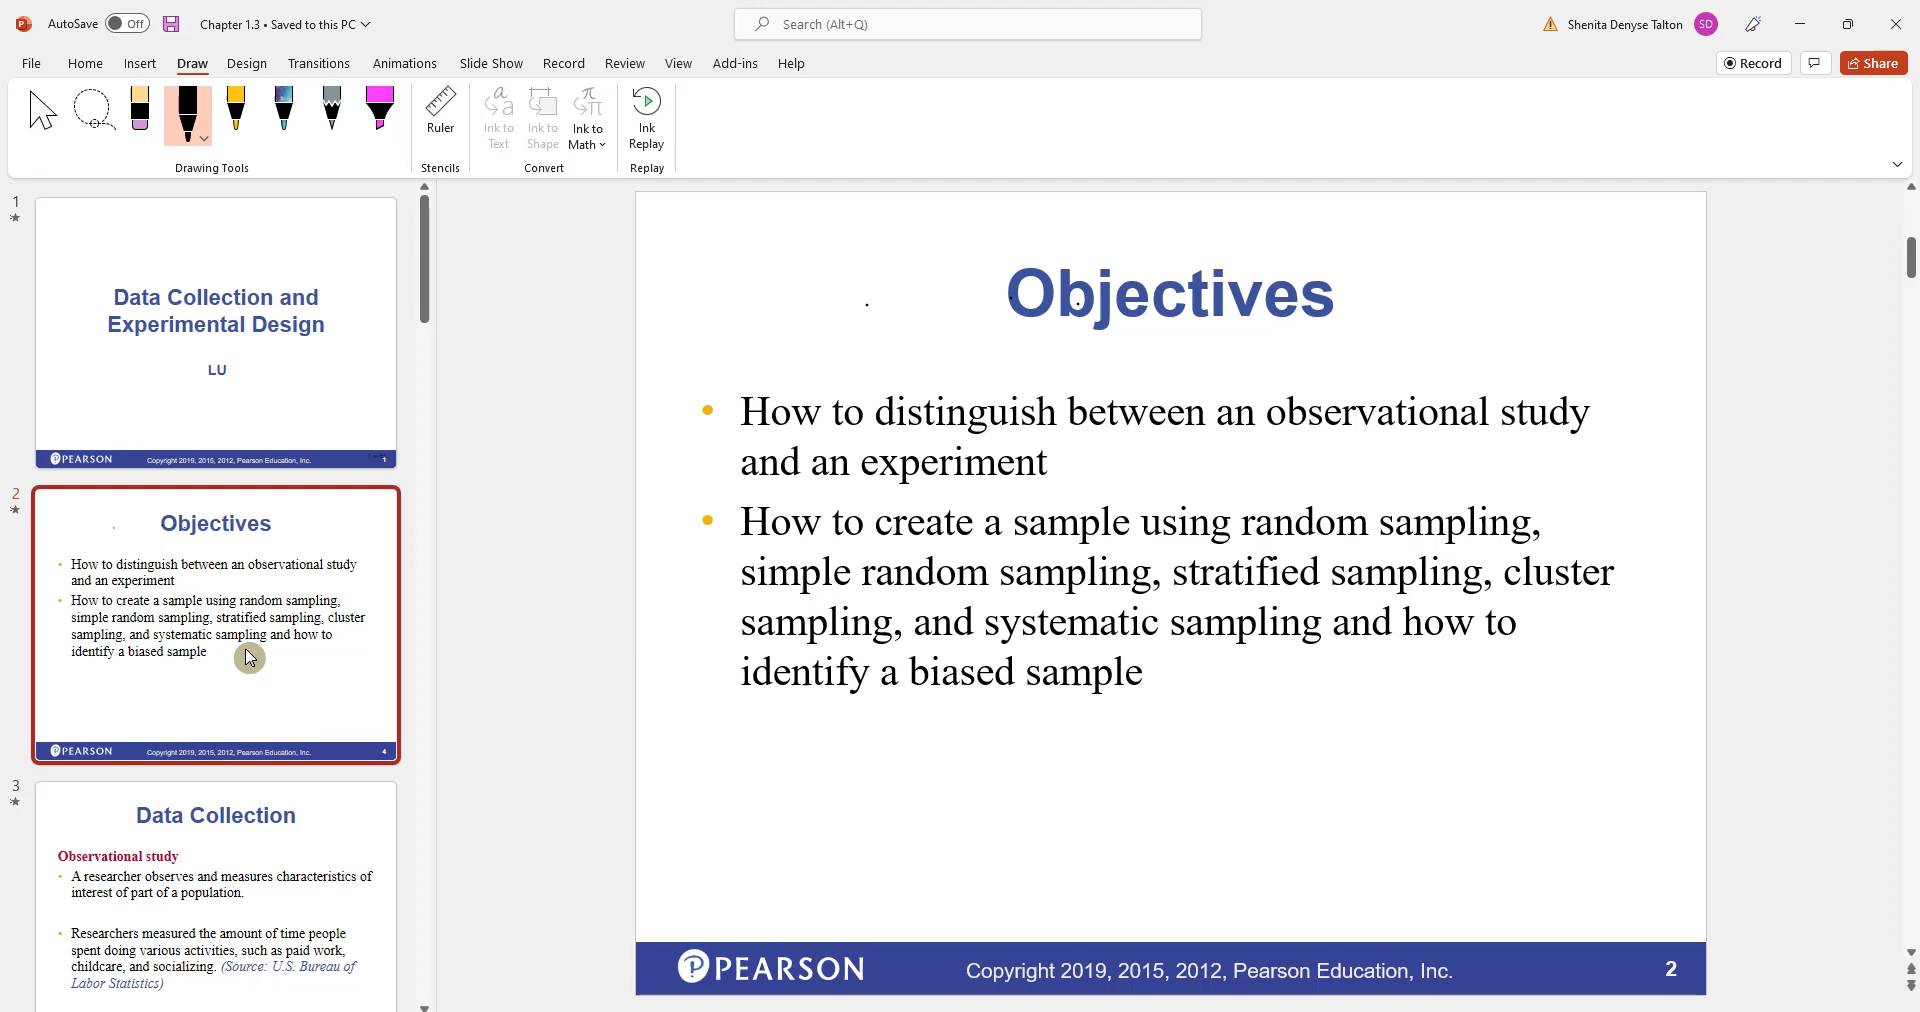 AutoSave Off Chapter 1.3 • Saved to this PC Search (Alt+Q) Shenita Denyse Talton SD
File Home Insert Draw Design Transitions Animations Slide Show Record Review View Add-ins Help Record Share
Ruler
Ink to Text
Ink to Shape
Ink to Math
Ink Replay
Drawing Tools Stencils Convert Replay
1
Data Collection and
Experimental Design
LU
PEARSON Copyright 2019, 2015, 2012, Pearson Education, Inc. 1
2
Objectives
• How to distinguish between an observational study
and an experiment
• How to create a sample using random sampling,
simple random sampling, stratified sampling, cluster
sampling, and systematic sampling and how to
identify a biased sample
PEARSON Copyright 2019, 2015, 2012, Pearson Education, Inc. 4
3
Data Collection
Observational study
• A researcher observes and measures characteristics of
interest of part of a population.
• Researchers measured the amount of time people
spent doing various activities, such as paid work,
childcare, and socializing. (Source: U.S. Bureau of
Labor Statistics)
Objectives
• How to distinguish between an observational study
and an experiment
• How to create a sample using random sampling,
simple random sampling, stratified sampling, cluster
sampling, and systematic sampling and how to
identify a biased sample
PEARSON Copyright 2019, 2015, 2012, Pearson Education, Inc. 2